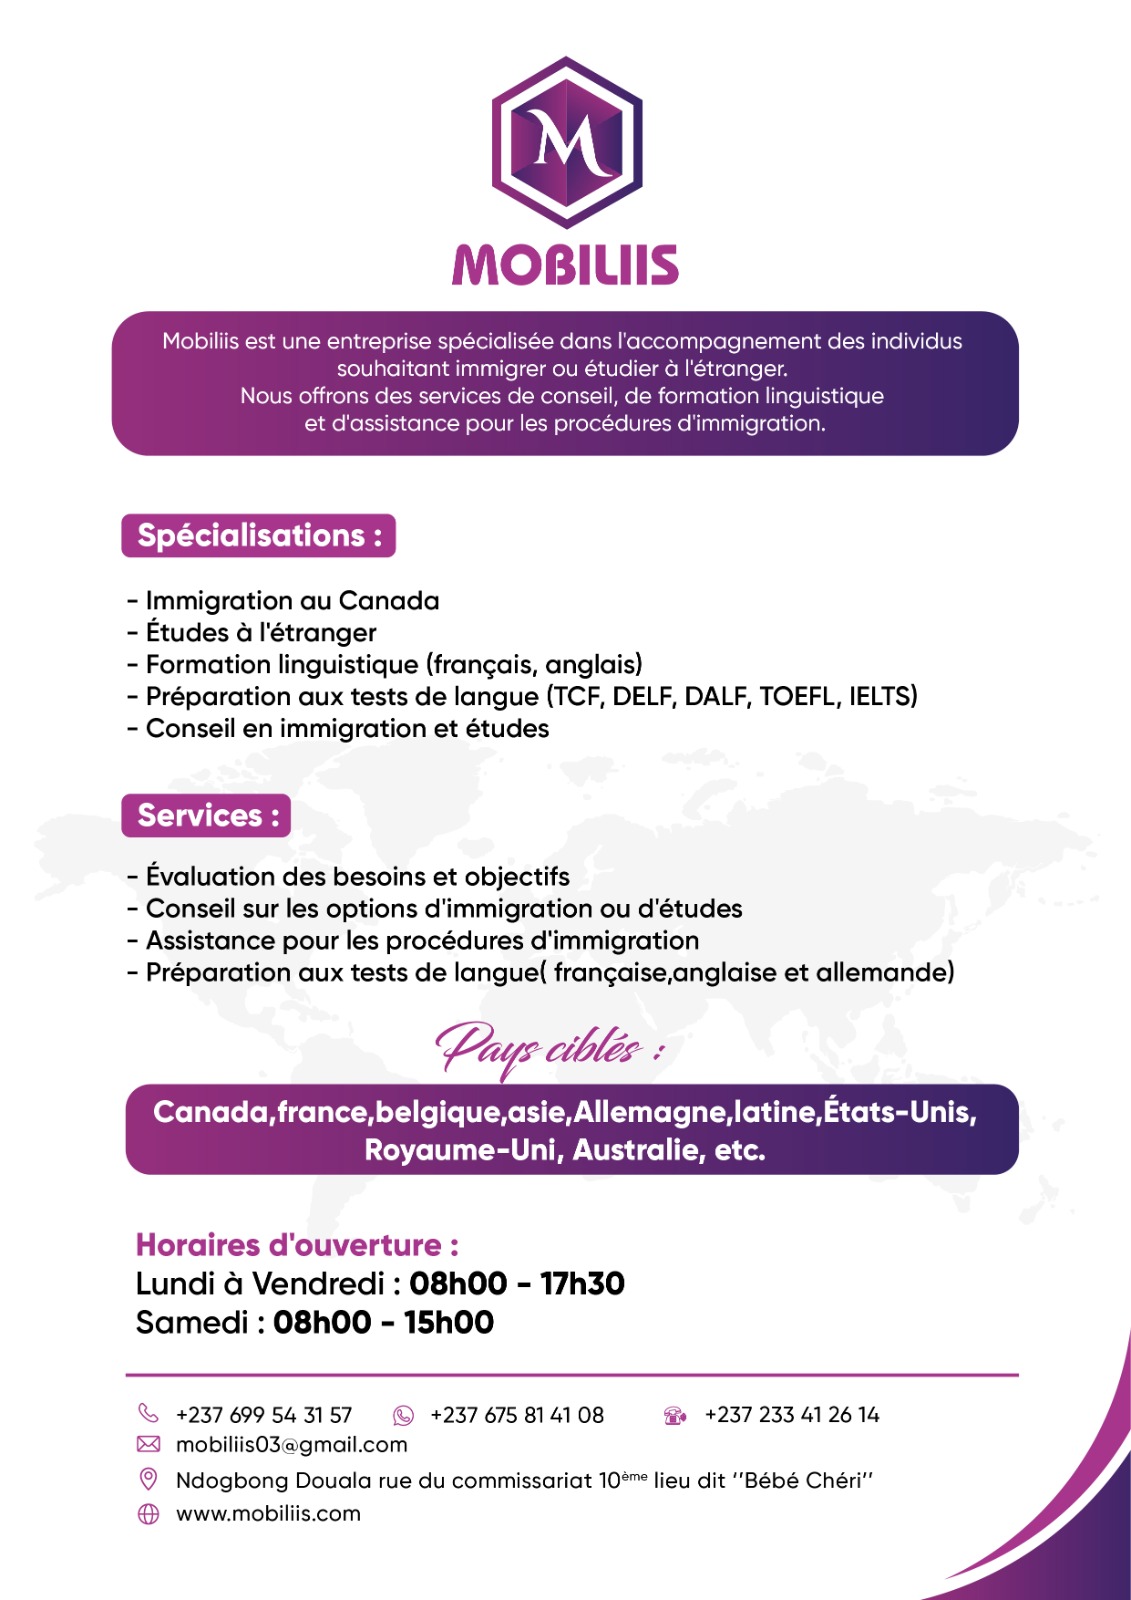 M
MOBILIIS
Mobiliis est une entreprise spécialisée dans l'accompagnement des individus
souhaitant immigrer ou étudier à l'étranger.
Nous offrons des services de conseil, de formation linguistique
et d'assistance pour les procédures d'immigration.
Spécialisations :
- Immigration au Canada
- Études à l'étranger
- Formation linguistique (français, anglais)
- Préparation aux tests de langue (TCF, DELF, DALF, TOEFL, IELTS)
- Conseil en immigration et études
Services :
- Évaluation des besoins et objectifs
- Conseil sur les options d'immigration ou d'études
- Assistance pour les procédures d'immigration
- Préparation aux tests de langue( française,anglaise et allemande)
Pays ciblés :
Canada,france,belgique,asie,Allemagne,latine,États-Unis,
Royaume-Uni, Australie, etc.
Horaires d'ouverture :
Lundi à Vendredi : 08h00 - 17h30
Samedi : 08h00 - 15h00
+237 699 54 31 57 +237 675 81 41 08 +237 233 41 26 14
mobiliis03@gmail.com
Ndogbong Douala rue du commissariat 10ème lieu dit ‘’Bébé Chéri’’
www.mobiliis.com